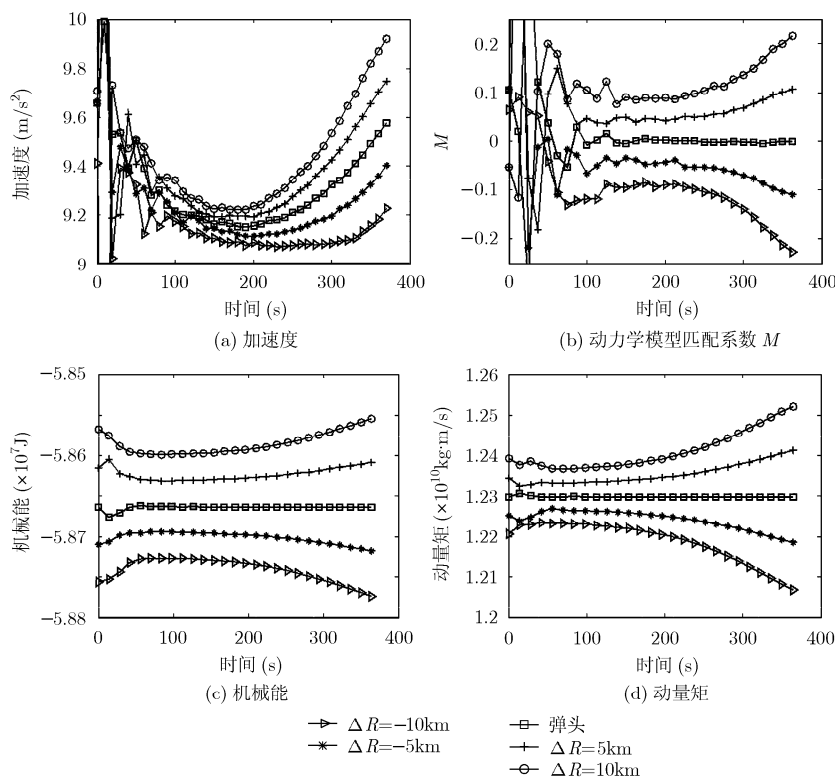 10
9.8
9.6
9.4
9.2
9
加速度 (m/s²)
0
100
200
300
400
时间 (s)
(a) 加速度
0.2
0.1
0
−0.1
−0.2
M
0
100
200
300
400
时间 (s)
(b) 动力学模型匹配系数 M
−5.85
−5.86
−5.87
−5.88
机械能 (×10⁷J)
0
100
200
300
400
时间 (s)
(c) 机械能
1.26
1.25
1.24
1.23
1.22
1.21
1.2
动量矩 (×10¹⁰kg·m/s)
0
100
200
300
400
时间 (s)
(d) 动量矩
ΔR=−10km
ΔR=−5km
弹头
ΔR=5km
ΔR=10km